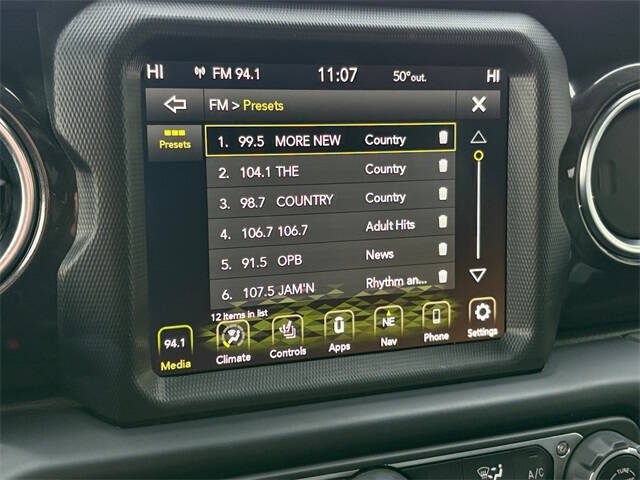 HI FM 94.1 11:07 50°out. HI
FM > Presets X
Presets
1. 99.5 MORE NEW Country
2. 104.1 THE Country
3. 98.7 COUNTRY Country
4. 106.7 106.7 Adult Hits
5. 91.5 OPB News
6. 107.5 JAM'N Rhythm an...
12 items in list
94.1
Media
Climate
Controls
Apps
NE
Nav
Phone
Settings
A/C
TUNE